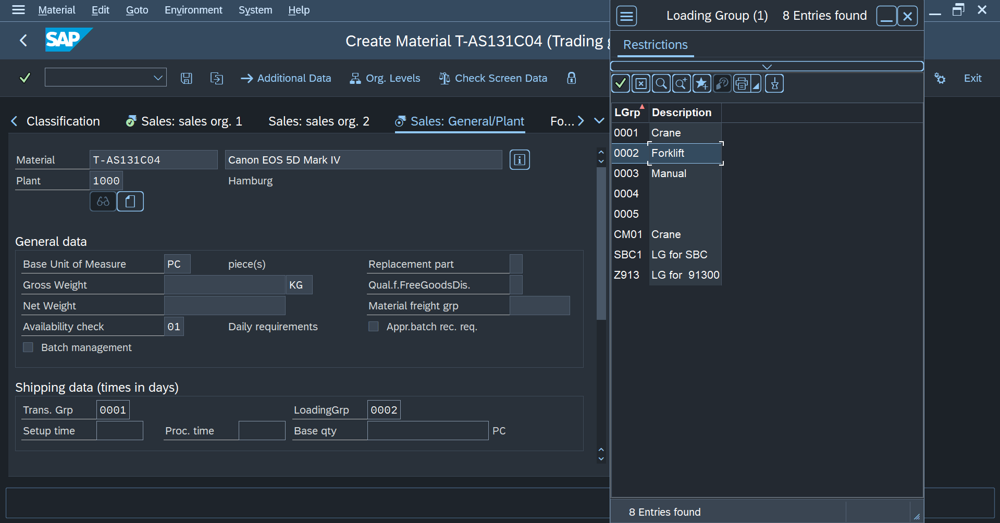 Material Edit Goto Environment System Help
SAP
Create Material T-AS131C04 (Trading g
Additional Data Org. Levels Check Screen Data Exit
Classification Sales: sales org. 1 Sales: sales org. 2 Sales: General/Plant Fo...
Material T-AS131C04 Canon EOS 5D Mark IV
Plant 1000 Hamburg
General data
Base Unit of Measure PC piece(s) Replacement part
Gross Weight KG Qual.f.FreeGoodsDis.
Net Weight Material freight grp
Availability check 01 Daily requirements Appr.batch rec. req.
Batch management
Shipping data (times in days)
Trans. Grp 0001 LoadingGrp 0002
Setup time Proc. time Base qty PC
Loading Group (1) 8 Entries found
Restrictions
LGrp Description
0001 Crane
0002 Forklift
0003 Manual
0004
0005
CM01 Crane
SBC1 LG for SBC
Z913 LG for 91300
8 Entries found